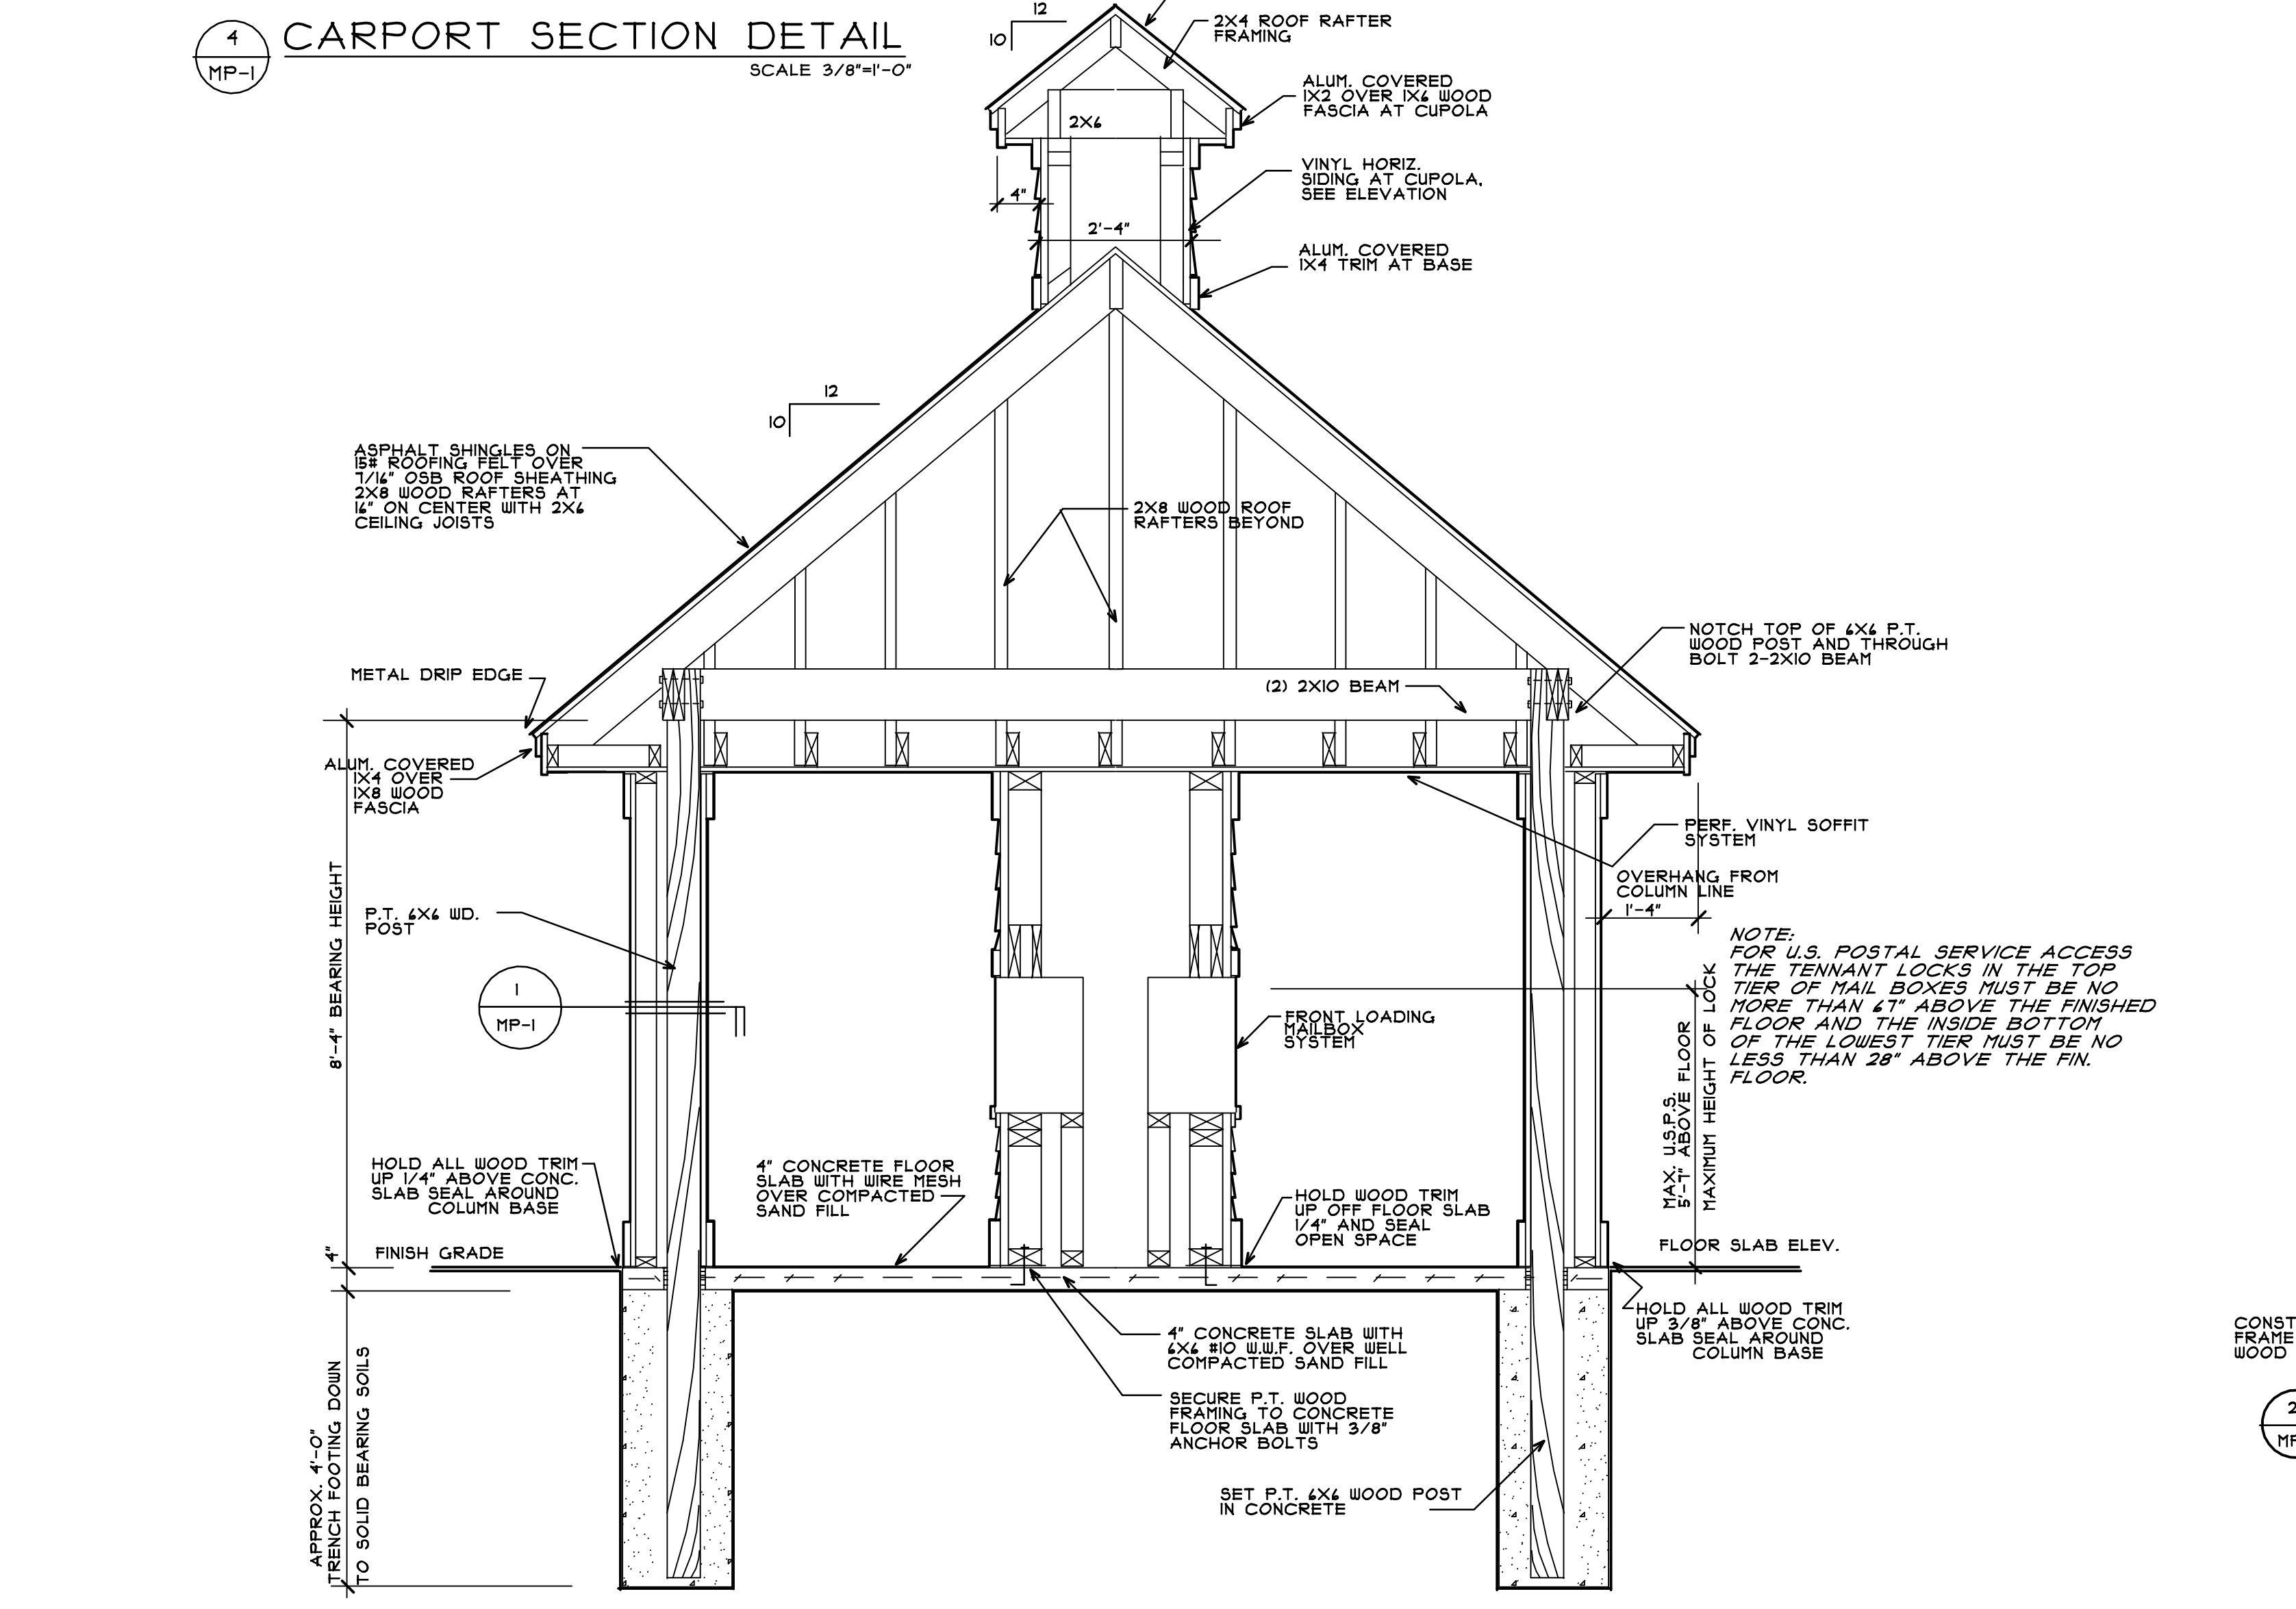 4
MP-1
CARPORT SECTION DETAIL
SCALE 3/8"=1'-0"
12
10
2X4 ROOF RAFTER
FRAMING
ALUM. COVERED
1X2 OVER 1X6 WOOD
FASCIA AT CUPOLA
2X6
VINYL HORIZ.
SIDING AT CUPOLA,
SEE ELEVATION
4"
2'-4"
ALUM. COVERED
1X4 TRIM AT BASE
12
10
ASPHALT SHINGLES ON
15# ROOFING FELT OVER
7/16" OSB ROOF SHEATHING
2X8 WOOD RAFTERS AT
16" ON CENTER WITH 2X6
CEILING JOISTS
2X8 WOOD ROOF
RAFTERS BEYOND
NOTCH TOP OF 6X6 P.T.
WOOD POST AND THROUGH
BOLT 2-2X10 BEAM
METAL DRIP EDGE
(2) 2X10 BEAM
ALUM. COVERED
1X4 OVER
1X8 WOOD
FASCIA
PERF. VINYL SOFFIT
SYSTEM
OVERHANG FROM
COLUMN LINE
1'-4"
8'-4" BEARING HEIGHT
P.T. 6X6 WD.
POST
1
MP-1
NOTE:
FOR U.S. POSTAL SERVICE ACCESS
THE TENNANT LOCKS IN THE TOP
TIER OF MAIL BOXES MUST BE NO
MORE THAN 67" ABOVE THE FINISHED
FLOOR AND THE INSIDE BOTTOM
OF THE LOWEST TIER MUST BE NO
LESS THAN 28" ABOVE THE FIN.
FLOOR.
FRONT LOADING
MAILBOX
SYSTEM
MAX. U.S.P.S.
5'-7" ABOVE FLOOR
MAXIMUM HEIGHT OF LOCK
HOLD ALL WOOD TRIM
UP 1/4" ABOVE CONC.
SLAB SEAL AROUND
COLUMN BASE
4" CONCRETE FLOOR
SLAB WITH WIRE MESH
OVER COMPACTED
SAND FILL
HOLD WOOD TRIM
UP OFF FLOOR SLAB
1/4" AND SEAL
OPEN SPACE
4"
FINISH GRADE
FLOOR SLAB ELEV.
HOLD ALL WOOD TRIM
UP 3/8" ABOVE CONC.
SLAB SEAL AROUND
COLUMN BASE
4" CONCRETE SLAB WITH
6X6 #10 W.W.F. OVER WELL
COMPACTED SAND FILL
SECURE P.T. WOOD
FRAMING TO CONCRETE
FLOOR SLAB WITH 3/8"
ANCHOR BOLTS
SET P.T. 6X6 WOOD POST
IN CONCRETE
APPROX. 4'-0"
TRENCH FOOTING DOWN
TO SOLID BEARING SOILS
CONST
FRAME
WOOD
2